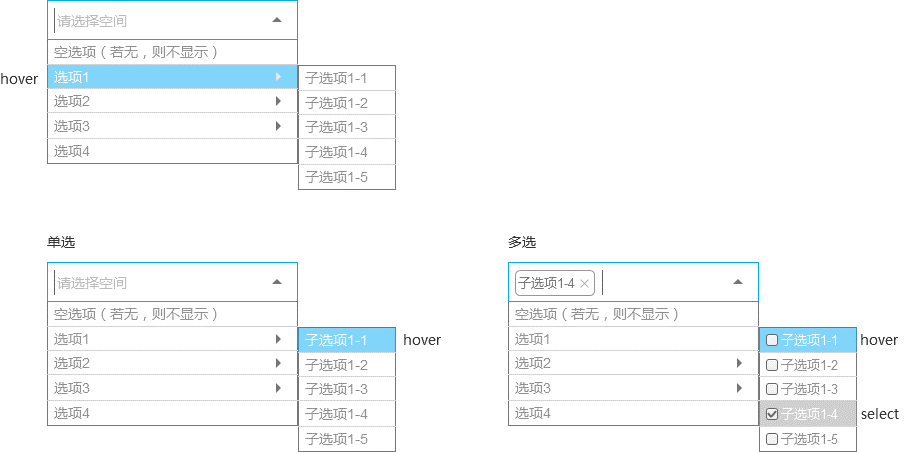 请选择空间
空选项（若无，则不显示）
hover
选项1
子选项1-1
选项2
子选项1-2
选项3
子选项1-3
选项4
子选项1-4
子选项1-5
单选
请选择空间
空选项（若无，则不显示）
选项1
子选项1-1
hover
选项2
子选项1-2
选项3
子选项1-3
选项4
子选项1-4
子选项1-5
多选
子选项1-4
空选项（若无，则不显示）
选项1
子选项1-1
hover
选项2
子选项1-2
选项3
子选项1-3
选项4
子选项1-4
select
子选项1-5